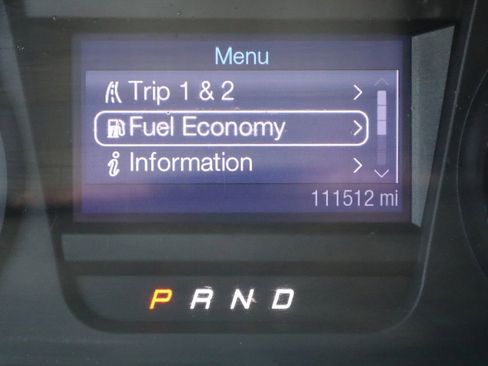 Menu
Trip 1 & 2
Fuel Economy
Information
111512 mi
P R N D